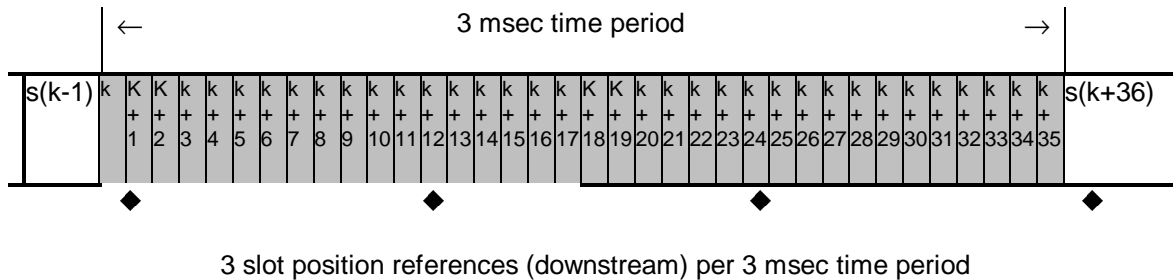 ← 3 msec time period →
s(k-1) k K k k k k k k k k k k k k k k k k k K K k k k k k k k k k k k k k k k k s(k+36)
+ + + + + + + + + + + + + + + + + + + + + + + + + + + + + + + + + + +
1 2 3 4 5 6 7 8 9 10 11 12 13 14 15 16 17 18 19 20 21 22 23 24 25 26 27 28 29 30 31 32 33 34 35
3 slot position references (downstream) per 3 msec time period